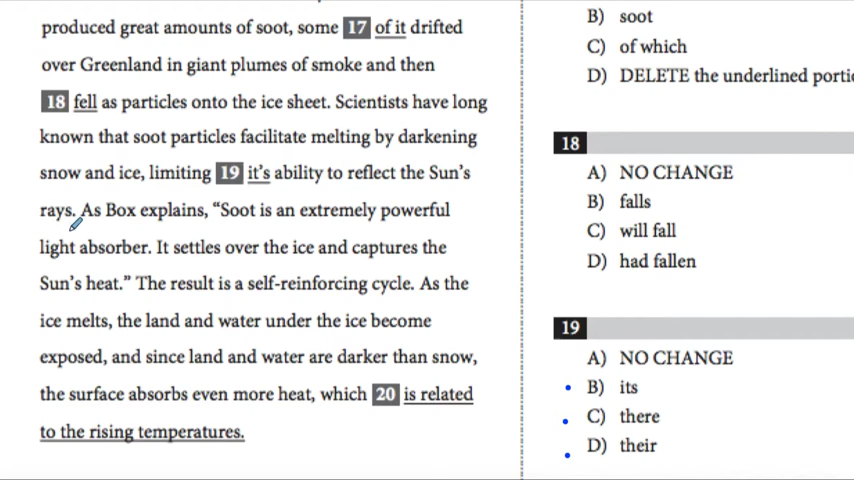 produced great amounts of soot, some 17 of it drifted
over Greenland in giant plumes of smoke and then
18 fell as particles onto the ice sheet. Scientists have long
known that soot particles facilitate melting by darkening
snow and ice, limiting 19 it's ability to reflect the Sun's
rays. As Box explains, “Soot is an extremely powerful
light absorber. It settles over the ice and captures the
Sun's heat.” The result is a self-reinforcing cycle. As the
ice melts, the land and water under the ice become
exposed, and since land and water are darker than snow,
the surface absorbs even more heat, which 20 is related
to the rising temperatures.
B) soot
C) of which
D) DELETE the underlined
18
A) NO CHANGE
B) falls
C) will fall
D) had fallen
19
A) NO CHANGE
B) its
C) there
D) their